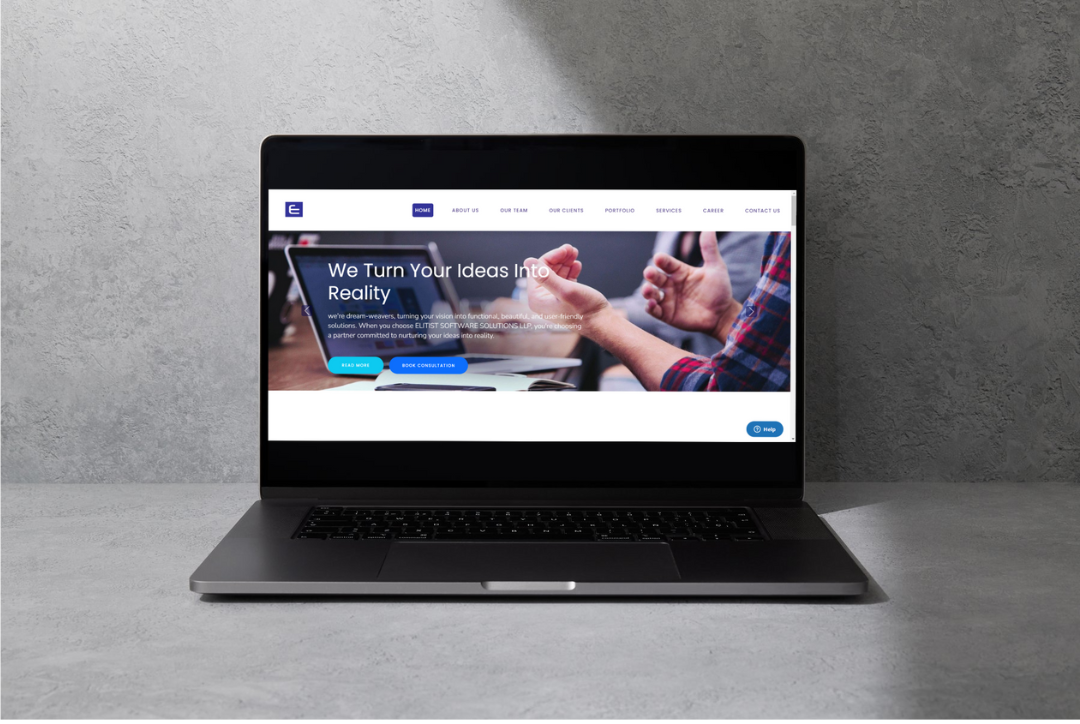 E
HOME ABOUT US OUR TEAM OUR CLIENTS PORTFOLIO SERVICES CAREER CONTACT US
We Turn Your Ideas Into
Reality
we're dream-weavers, turning your vision into functional, beautiful, and user-friendly
solutions. When you choose ELITIST SOFTWARE SOLUTIONS LLP, you're choosing
a partner committed to nurturing your ideas into reality.
READ MORE BOOK CONSULTATION
Help